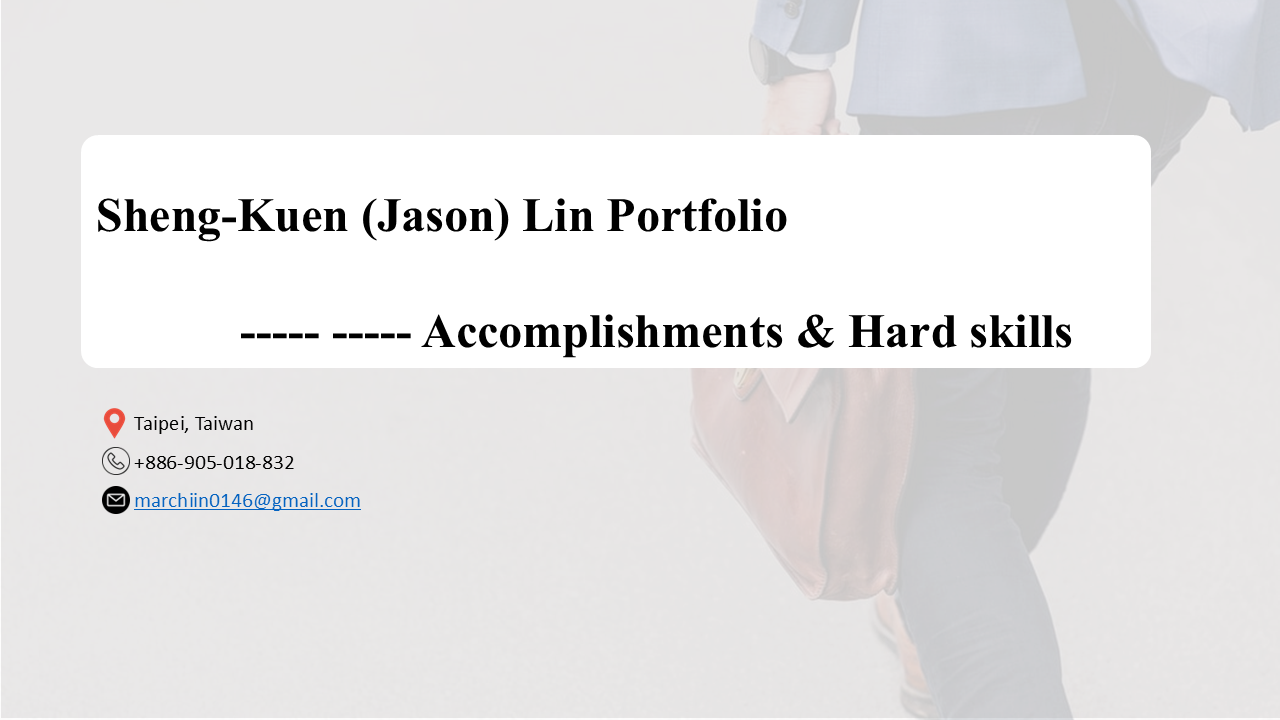 Sheng-Kuen (Jason) Lin Portfolio
----- ----- Accomplishments & Hard skills
Taipei, Taiwan
+886-905-018-832
marchiin0146@gmail.com